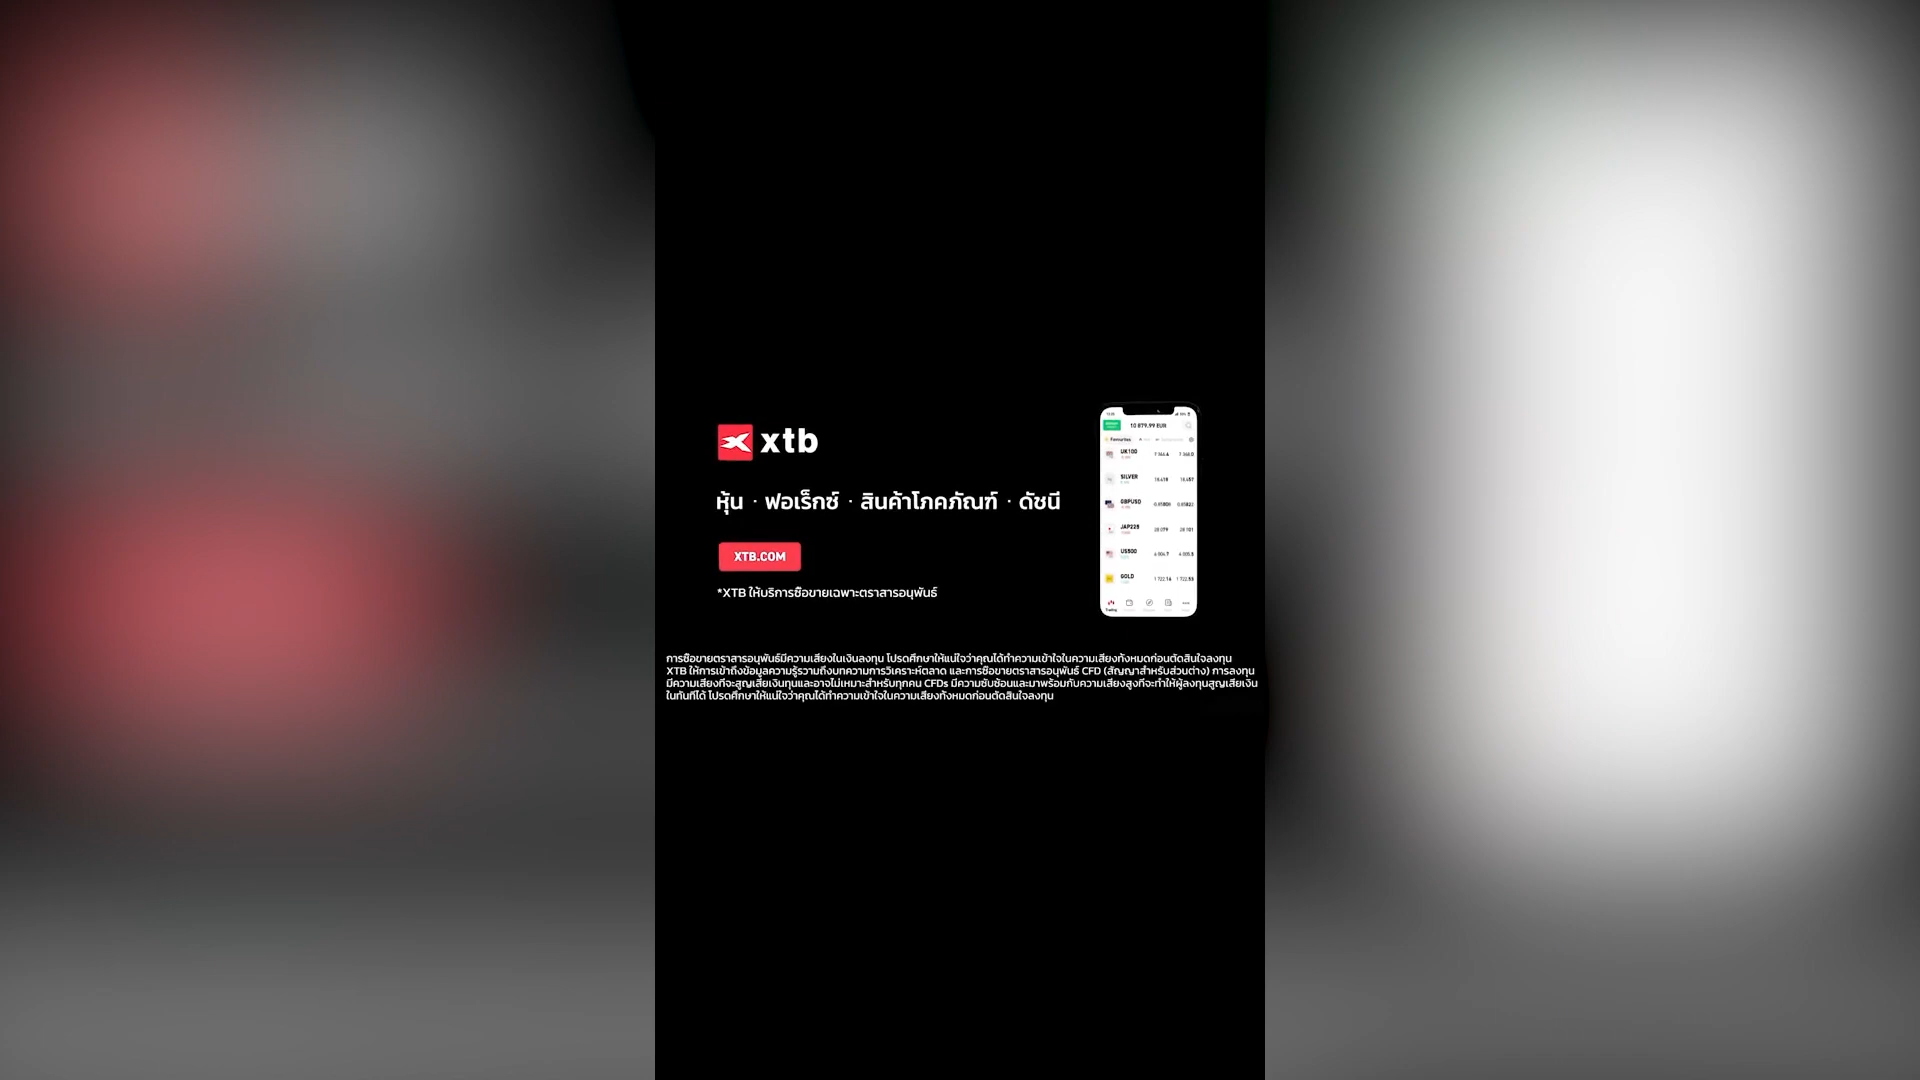 xtb
หุ้น · ฟอเร็กซ์ · สินค้าโภคภัณฑ์ · ดัชนี
XTB.COM
*XTB ให้บริการซื้อขายเฉพาะตราสารอนุพันธ์
10 879.99 EUR
Favourites
UK100
SILVER
GBPUSD
JAP225
US500
GOLD
Trading
การซื้อขายตราสารอนุพันธ์มีความเสี่ยงในเงินลงทุน โปรดศึกษาให้แน่ใจว่าคุณได้ทำความเข้าใจในความเสี่ยงทั้งหมดก่อนตัดสินใจลงทุน
XTB ให้การเข้าถึงข้อมูลความรู้รวมถึงบทความการวิเคราะห์ตลาด และการซื้อขายตราสารอนุพันธ์ CFD (สัญญาสำหรับส่วนต่าง) การลงทุน
มีความเสี่ยงที่จะสูญเสียเงินทุนและอาจไม่เหมาะสำหรับทุกคน CFDs มีความซับซ้อนและมาพร้อมกับความเสี่ยงสูงที่จะทำให้ผู้ลงทุนสูญเสียเงิน
ในทันทีได้ โปรดศึกษาให้แน่ใจว่าคุณได้ทำความเข้าใจในความเสี่ยงทั้งหมดก่อนตัดสินใจลงทุน